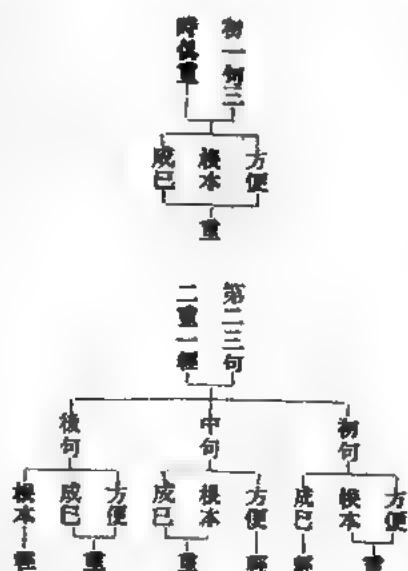 初一句三
時俱重
方便
根本
成已
重
第二三句
二重一輕
初句
方便
根本
成已
重
輕
中句
方便
根本
成已
輕
重
後句
方便
成已
根本
重
輕